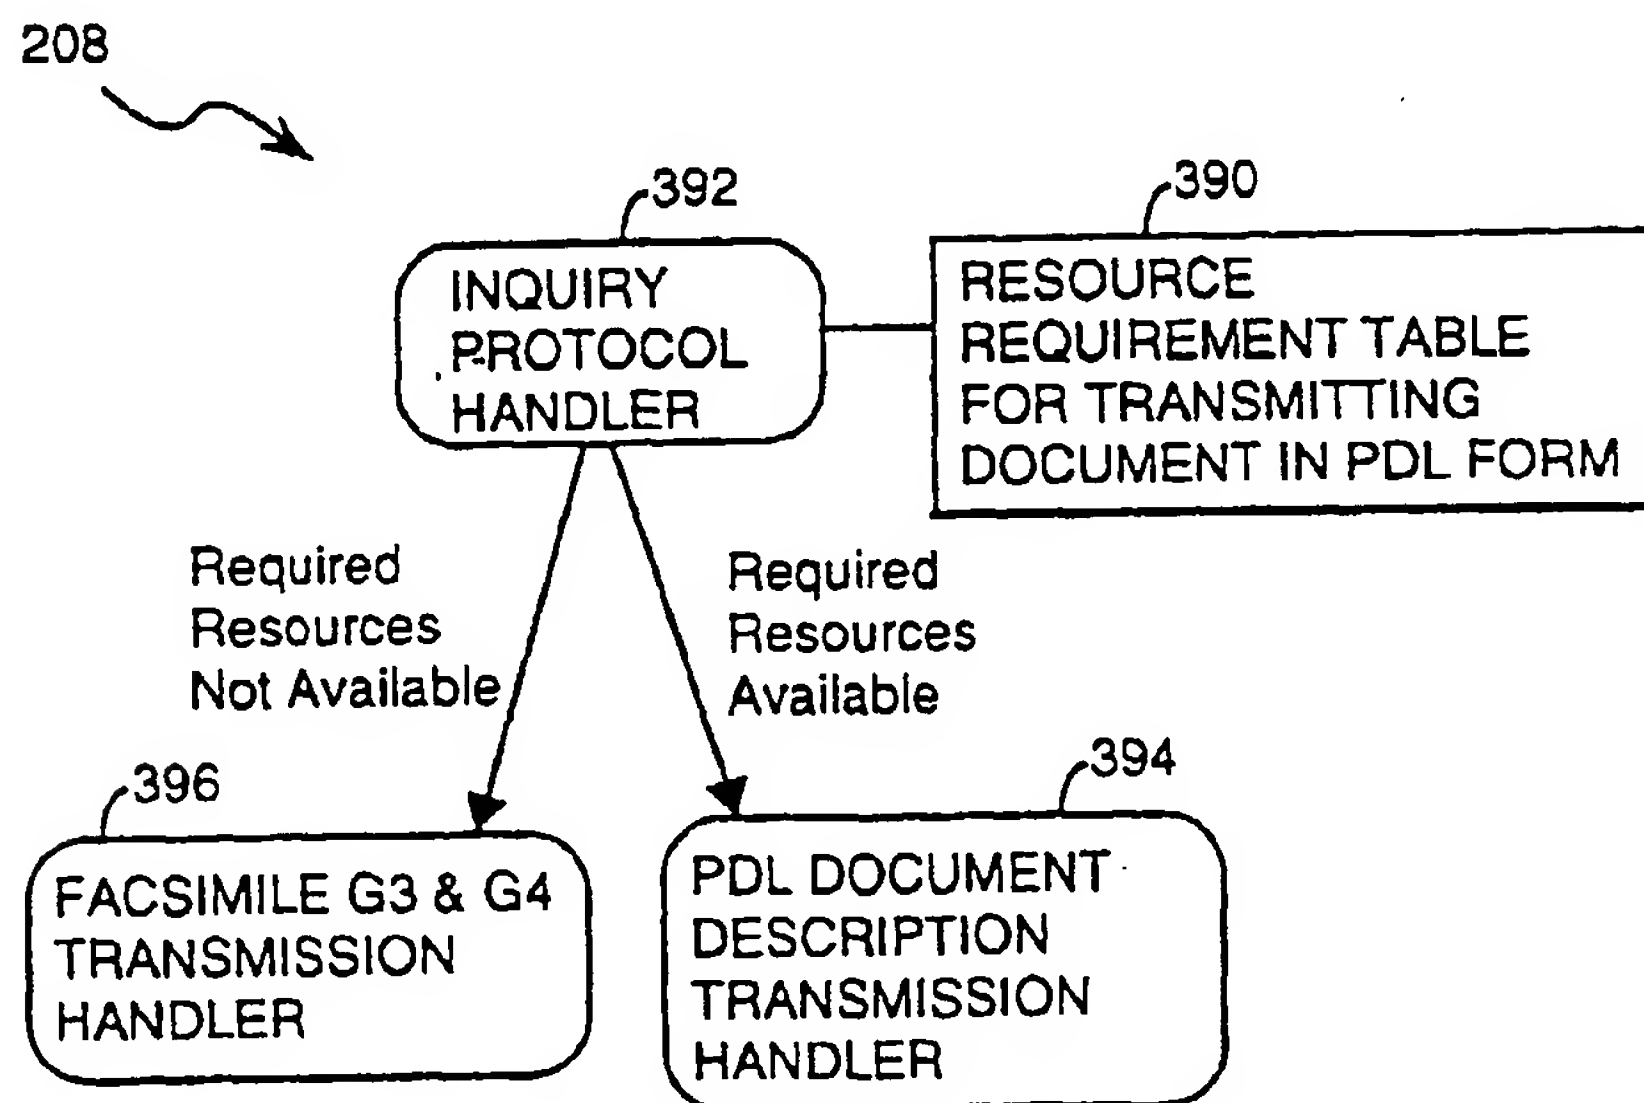 208
392
INQUIRY
PROTOCOL
HANDLER
390
RESOURCE
REQUIREMENT TABLE
FOR TRANSMITTING
DOCUMENT IN PDL FORM
Required
Resources
Not Available
Required
Resources
Available
396
FACSIMILE G3 & G4
TRANSMISSION
HANDLER
394
PDL DOCUMENT
DESCRIPTION
TRANSMISSION
HANDLER